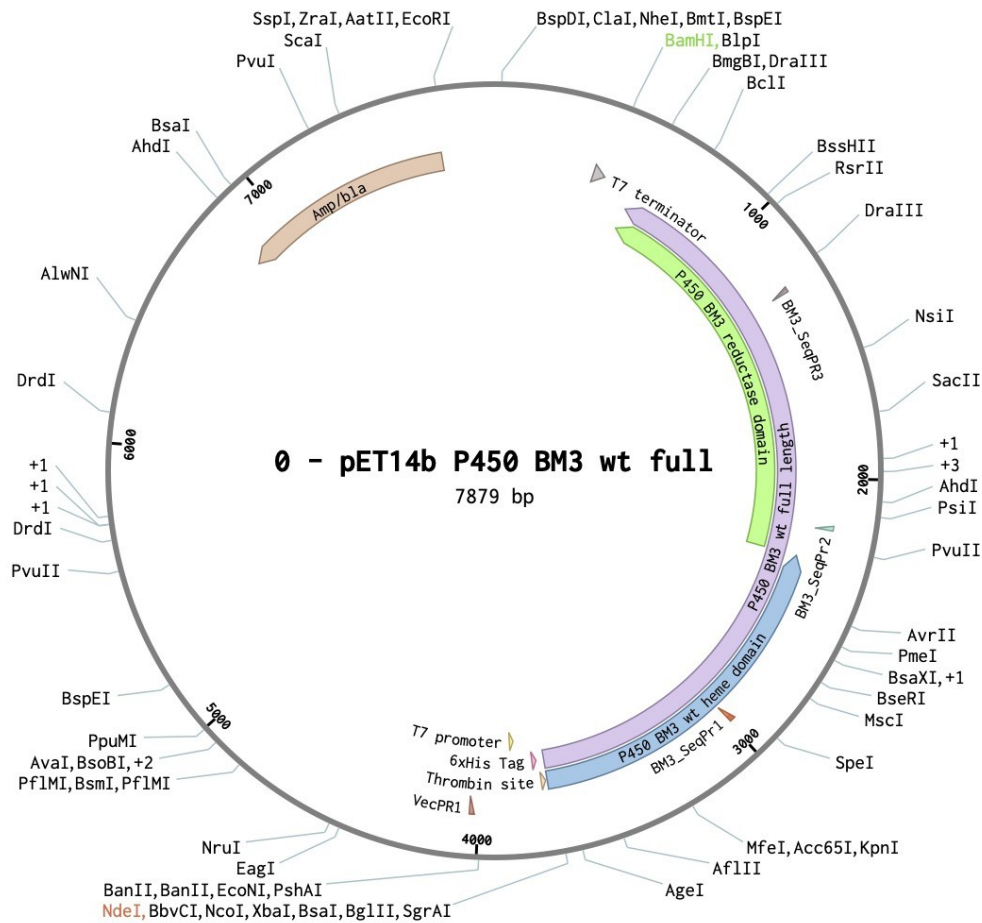 SspI,ZraI,AatII,EcoRI
BspDI,ClaI,NheI,BmtI,BspEI
ScaI
BamHI,BlpI
PvuI
BmgBI,DraIII
BclI
BsaI
AhdI
BssHII
RsrII
7000
1000
Amp/bla
T7 terminator
DraIII
AlwNI
P450 BM3 reductase domain
BM3_SeqPR3
NsiI
DrdI
SacII
P450 BM3 wt full length
6000
+1
+3
0 - pET14b P450 BM3 wt full
7879 bp
2000
AhdI
PsiI
+1
+1
+1
DrdI
PvuII
PvuII
BM3_SeqPr2
AvrII
PmeI
BsaXI,+1
BseRI
MscI
BspEI
P450 BM3 wt heme domain
5000
BM3_SeqPr1
3000
PpuMI
AvaI,BsoBI,+2
PflMI,BsmI,PflMI
T7 promoter
6xHis Tag
Thrombin site
VecPR1
SpeI
4000
NruI
EagI
BanII,BanII,EcoNI,PshAI
NdeI,BbvCI,NcoI,XbaI,BsaI,BglII,SgrAI
MfeI,Acc65I,KpnI
AflII
AgeI